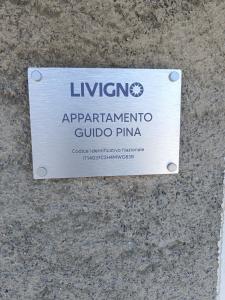 LIVIGNO
APPARTAMENTO
GUIDO PINA
Codice Identificativo Nazionale